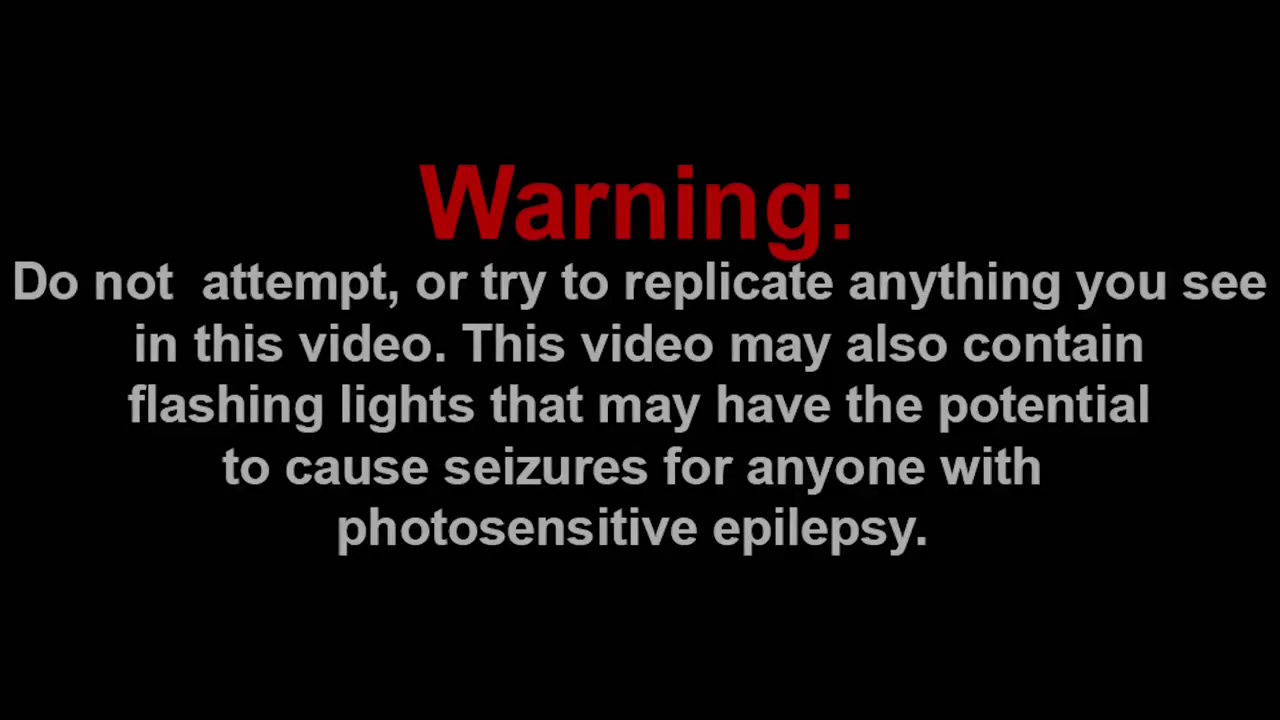 Warning:
Do not  attempt, or try to replicate anything you see
in this video. This video may also contain
flashing lights that may have the potential
to cause seizures for anyone with
photosensitive epilepsy.